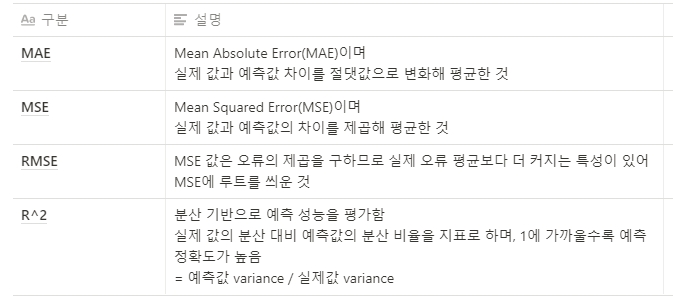 Aa 구분
설명
MAE
Mean Absolute Error(MAE)이며
실제 값과 예측값 차이를 절댓값으로 변화해 평균한 것
MSE
Mean Squared Error(MSE)이며
실제 값과 예측값의 차이를 제곱해 평균한 것
RMSE
MSE 값은 오류의 제곱을 구하므로 실제 오류 평균보다 더 커지는 특성이 있어
MSE에 루트를 씌운 것
R^2
분산 기반으로 예측 성능을 평가함
실제 값의 분산 대비 예측값의 분산 비율을 지표로 하며, 1에 가까울수록 예측
정확도가 높음
= 예측값 variance / 실제값 variance